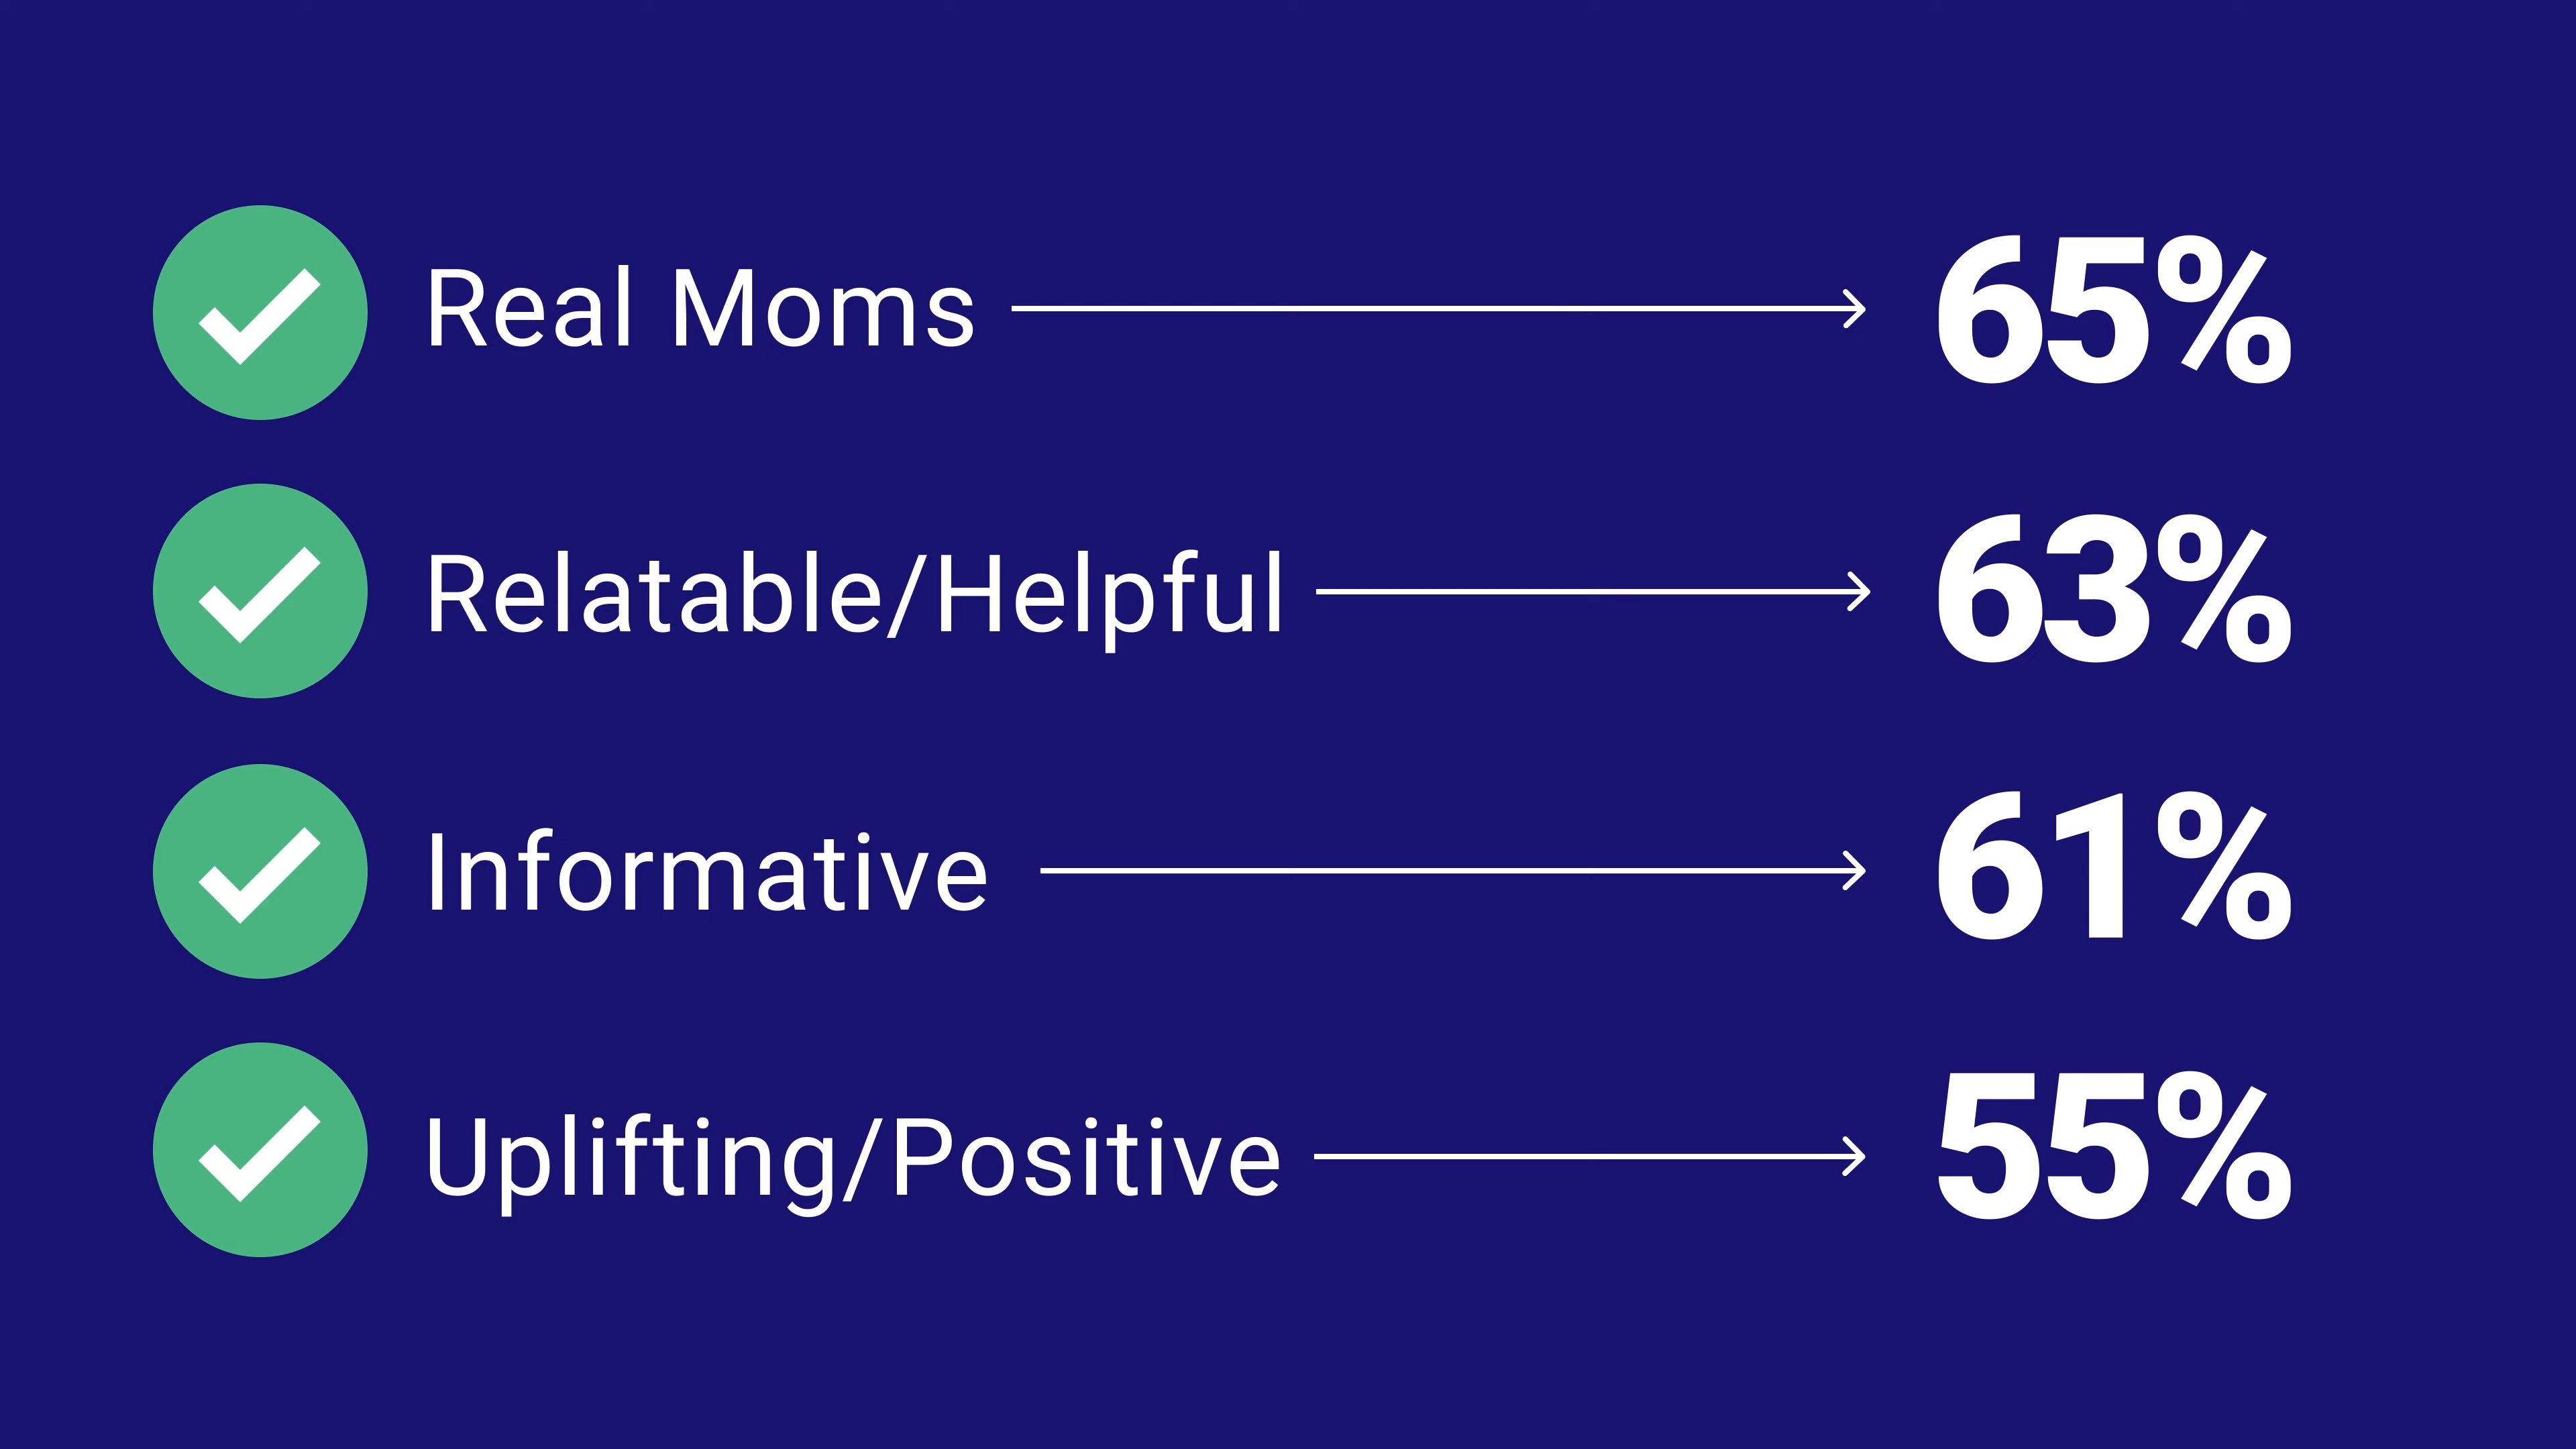 Real Moms 65%
Relatable/Helpful 63%
Informative 61%
Uplifting/Positive 55%